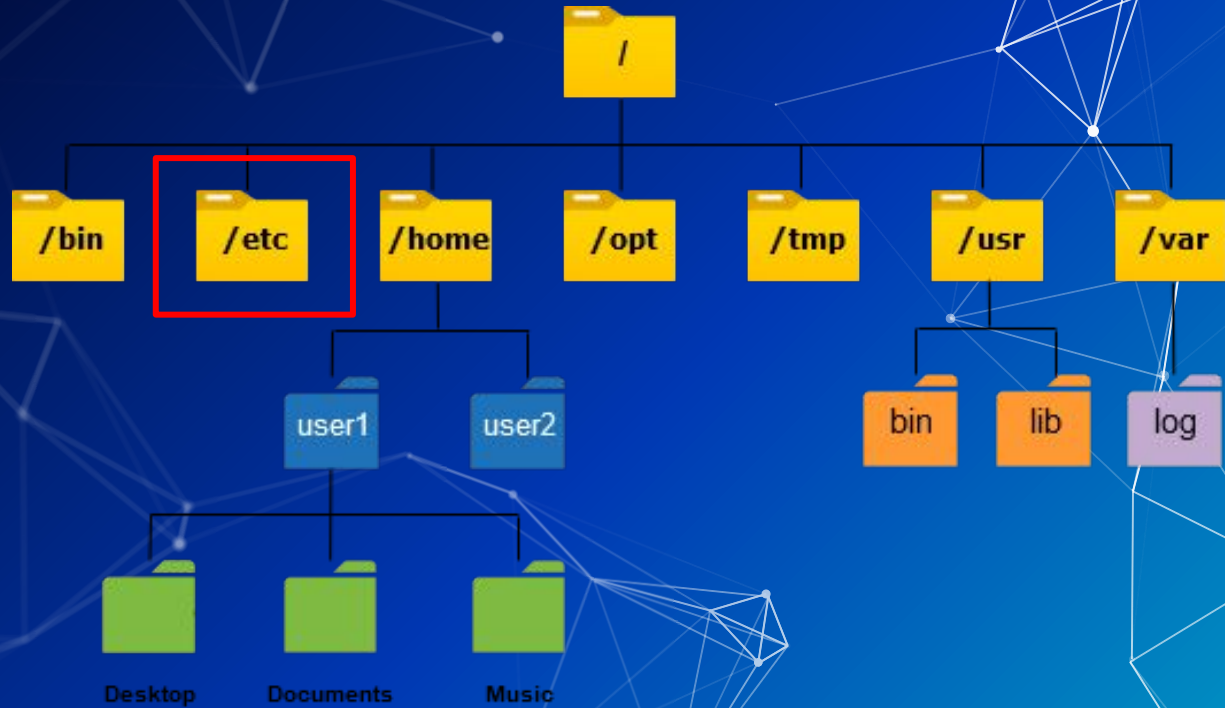 /
/bin
/etc
/home
/opt
/tmp
/usr
/var
user1
user2
bin
lib
log
Desktop
Documents
Music